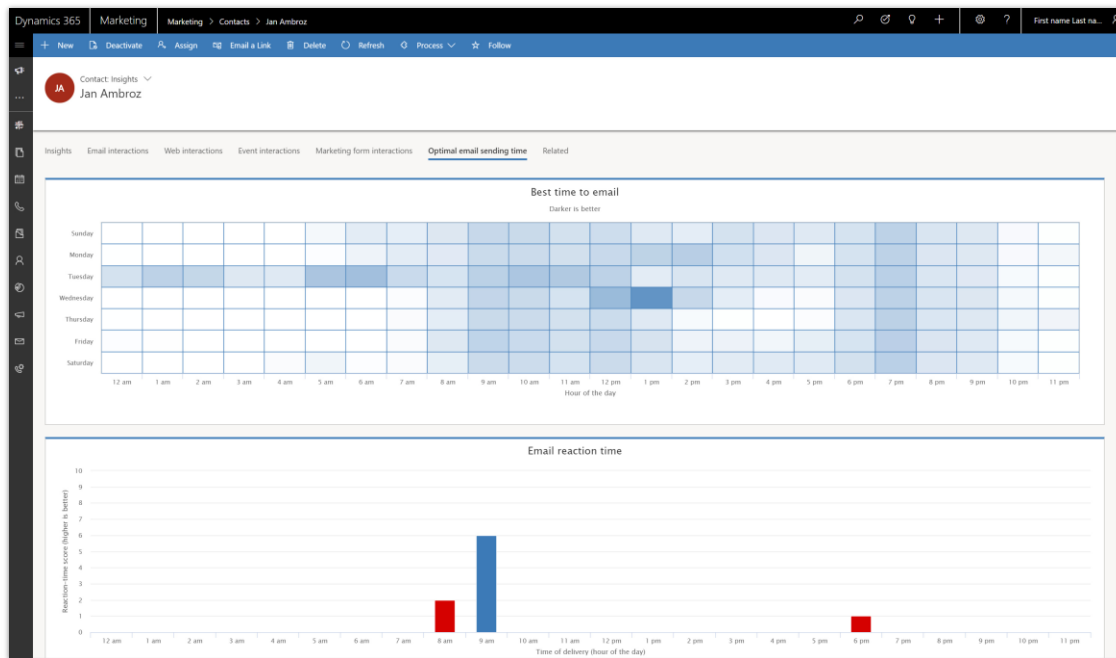 Dynamics 365 Marketing Marketing > Contacts > Jan Ambroz ? First name Last na...
New Deactivate Assign Email a Link Delete Refresh Process Follow
JA
Contact: Insights
Jan Ambroz
Insights Email interactions Web interactions Event interactions Marketing form interactions Optimal email sending time Related
Best time to email
Darker is better
Sunday
Monday
Tuesday
Wednesday
Thursday
Friday
Saturday
12 am 1 am 2 am 3 am 4 am 5 am 6 am 7 am 8 am 9 am 10 am 11 am 12 pm 1 pm 2 pm 3 pm 4 pm 5 pm 6 pm 7 pm 8 pm 9 pm 10 pm 11 pm
Hour of the day
Email reaction time
Reaction-time score (higher is better)
10
9
8
7
6
5
4
3
2
1
0
12 am 1 am 2 am 3 am 4 am 5 am 6 am 7 am 8 am 9 am 10 am 11 am 12 pm 1 pm 2 pm 3 pm 4 pm 5 pm 6 pm 7 pm 8 pm 9 pm 10 pm 11 pm
Time of delivery (hour of the day)